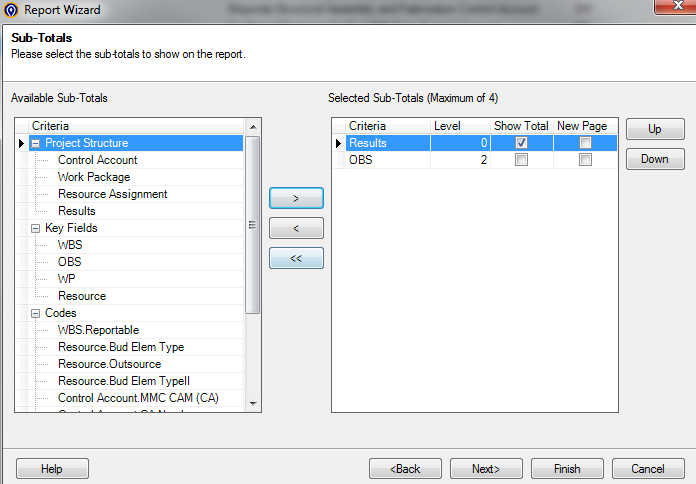 Report Wizard
Sub-Totals
Please select the sub-totals to show on the report.
Available Sub-Totals
Selected Sub-Totals (Maximum of 4)
Criteria
Project Structure
Control Account
Work Package
Resource Assignment
Results
Key Fields
WBS
OBS
WP
Resource
Codes
WBS.Reportable
Resource.Bud Elem Type
Resource.Outsource
Resource.Bud Elem TypeII
Control Account.MMC CAM (CA)
>
<
<<
Criteria Level Show Total New Page
Results 0
OBS 2
Up
Down
Help
<Back
Next>
Finish
Cancel